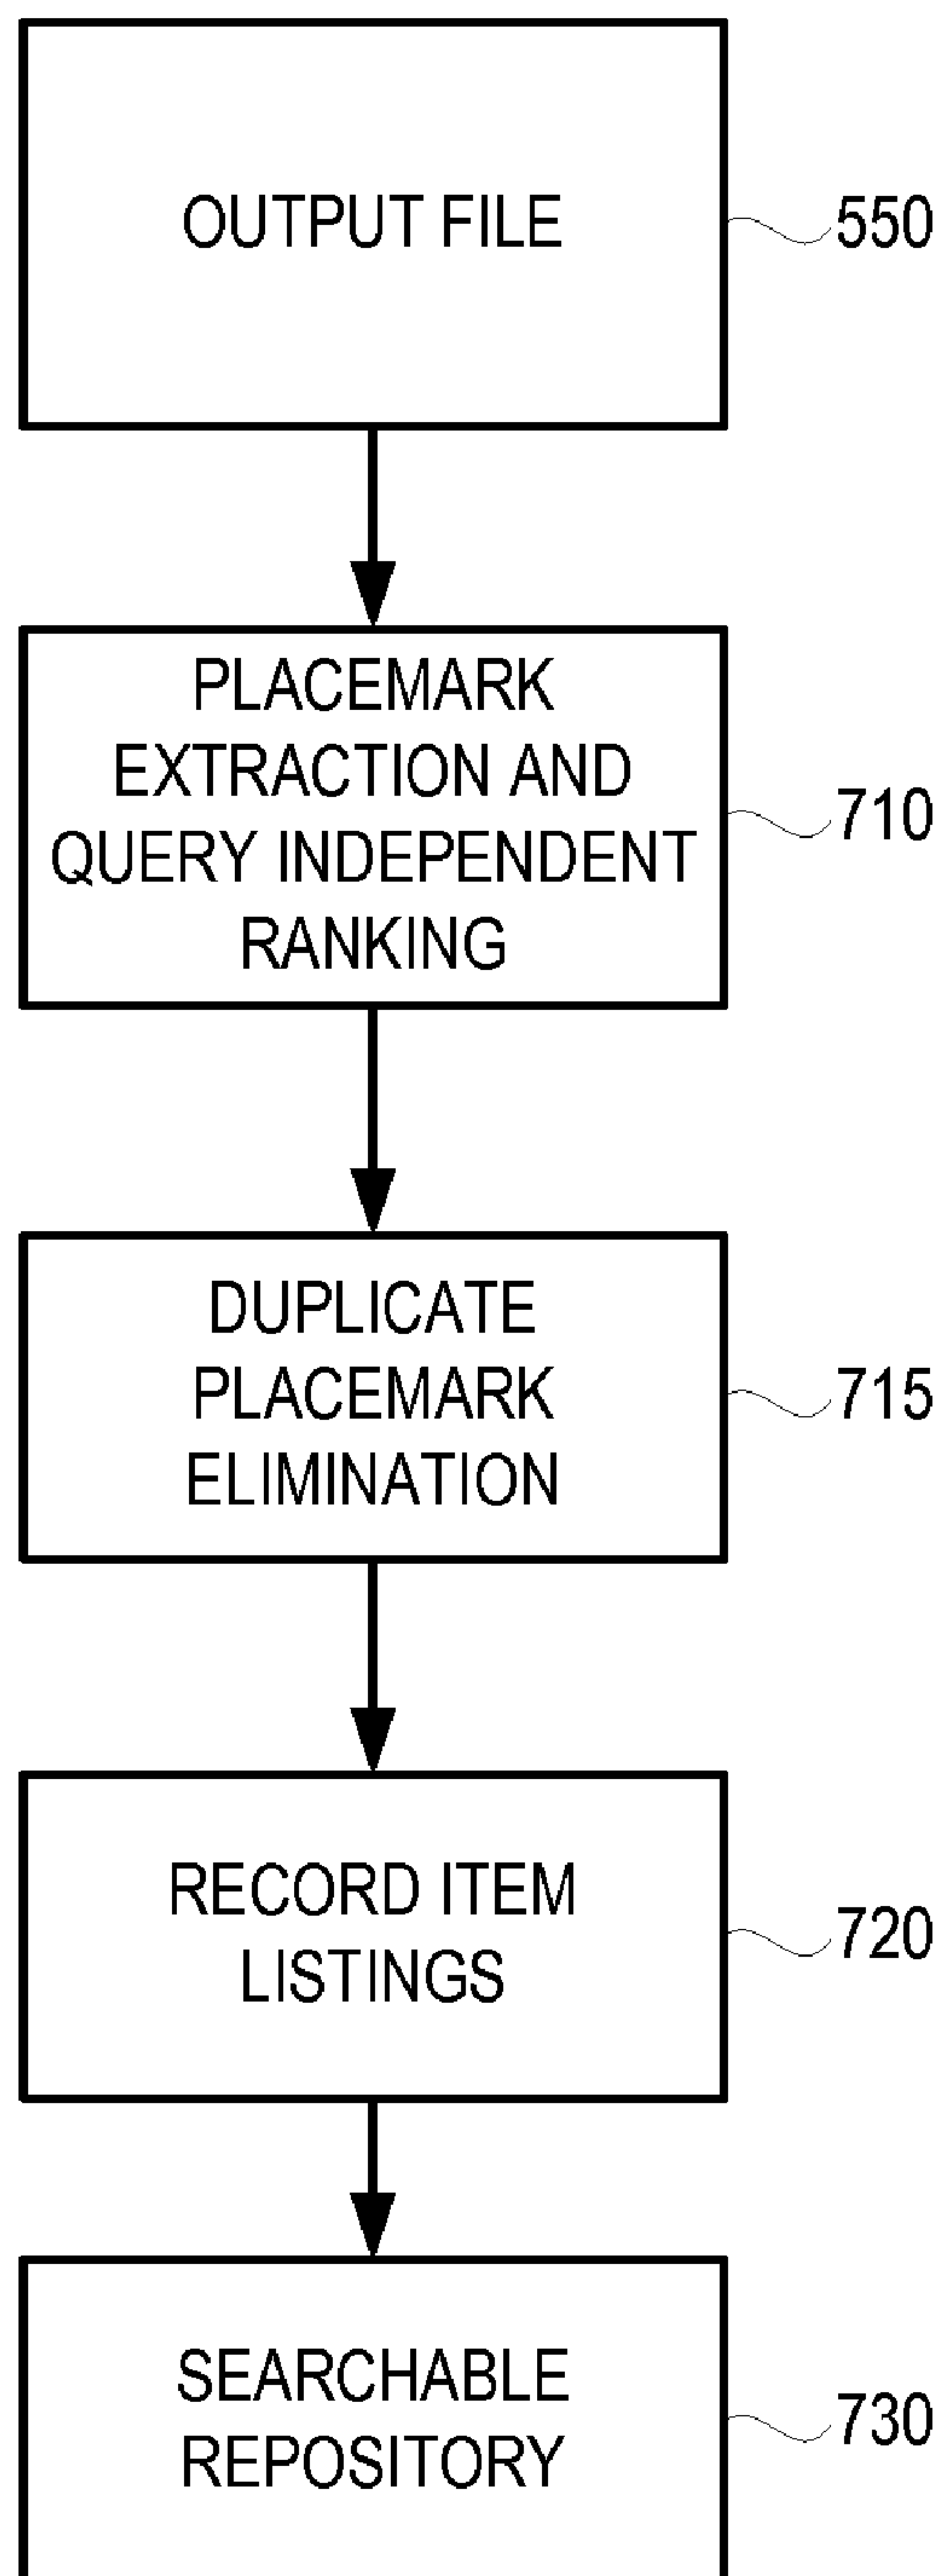 OUTPUT FILE
550
PLACEMARK
EXTRACTION AND
QUERY INDEPENDENT
RANKING
710
DUPLICATE
PLACEMARK
ELIMINATION
715
RECORD ITEM
LISTINGS
720
SEARCHABLE
REPOSITORY
730